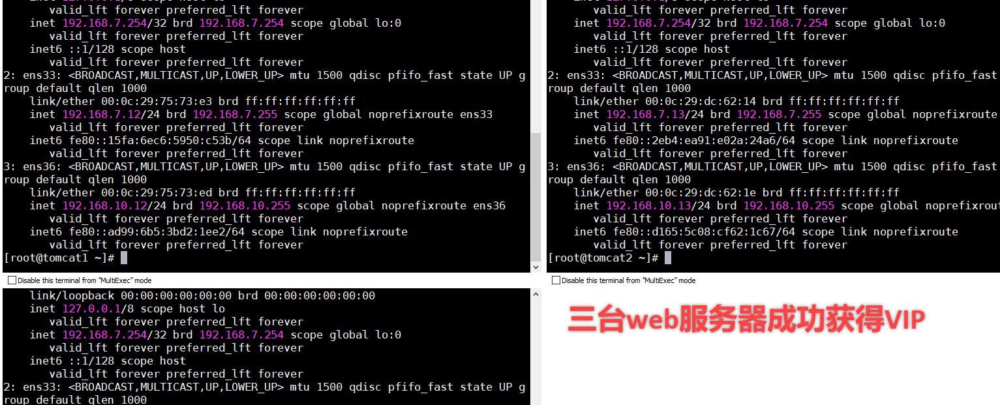 valid_lft forever preferred_lft forever
inet 192.168.7.254/32 brd 192.168.7.254 scope global lo:0
valid_lft forever preferred_lft forever
inet6 ::1/128 scope host
valid_lft forever preferred_lft forever
2: ens33: <BROADCAST,MULTICAST,UP,LOWER_UP> mtu 1500 qdisc pfifo_fast state UP g
roup default qlen 1000
link/ether 00:0c:29:75:73:e3 brd ff:ff:ff:ff:ff:ff
inet 192.168.7.12/24 brd 192.168.7.255 scope global noprefixroute ens33
valid_lft forever preferred_lft forever
inet6 fe80::15fa:6ec6:5950:c53b/64 scope link noprefixroute
valid_lft forever preferred_lft forever
3: ens36: <BROADCAST,MULTICAST,UP,LOWER_UP> mtu 1500 qdisc pfifo_fast state UP g
roup default qlen 1000
link/ether 00:0c:29:75:73:ed brd ff:ff:ff:ff:ff:ff
inet 192.168.10.12/24 brd 192.168.10.255 scope global noprefixroute ens36
valid_lft forever preferred_lft forever
inet6 fe80::ad99:6b5:3bd2:1ee2/64 scope link noprefixroute
valid_lft forever preferred_lft forever
[root@tomcat1 ~]#
Disable this terminal from "MultiExec" mode
valid_lft forever preferred_lft forever
inet 192.168.7.254/32 brd 192.168.7.254 scope global lo:0
valid_lft forever preferred_lft forever
inet6 ::1/128 scope host
valid_lft forever preferred_lft forever
2: ens33: <BROADCAST,MULTICAST,UP,LOWER_UP> mtu 1500 qdisc pfifo_fast
roup default qlen 1000
link/ether 00:0c:29:dc:62:14 brd ff:ff:ff:ff:ff:ff
inet 192.168.7.13/24 brd 192.168.7.255 scope global noprefixroute
valid_lft forever preferred_lft forever
inet6 fe80::2eb4:ea91:e02a:24a6/64 scope link noprefixroute
valid_lft forever preferred_lft forever
3: ens36: <BROADCAST,MULTICAST,UP,LOWER_UP> mtu 1500 qdisc pfifo_fast
roup default qlen 1000
link/ether 00:0c:29:dc:62:1e brd ff:ff:ff:ff:ff:ff
inet 192.168.10.13/24 brd 192.168.10.255 scope global noprefixrout
valid_lft forever preferred_lft forever
inet6 fe80::d165:5c08:cf62:1c67/64 scope link noprefixroute
valid_lft forever preferred_lft forever
[root@tomcat2 ~]#
Disable this terminal from "MultiExec" mode
link/loopback 00:00:00:00:00:00 brd 00:00:00:00:00:00
inet 127.0.0.1/8 scope host lo
valid_lft forever preferred_lft forever
inet 192.168.7.254/32 brd 192.168.7.254 scope global lo:0
valid_lft forever preferred_lft forever
inet6 ::1/128 scope host
valid_lft forever preferred_lft forever
2: ens33: <BROADCAST,MULTICAST,UP,LOWER_UP> mtu 1500 qdisc pfifo_fast state UP g
roup default qlen 1000
三台web服务器成功获得VIP